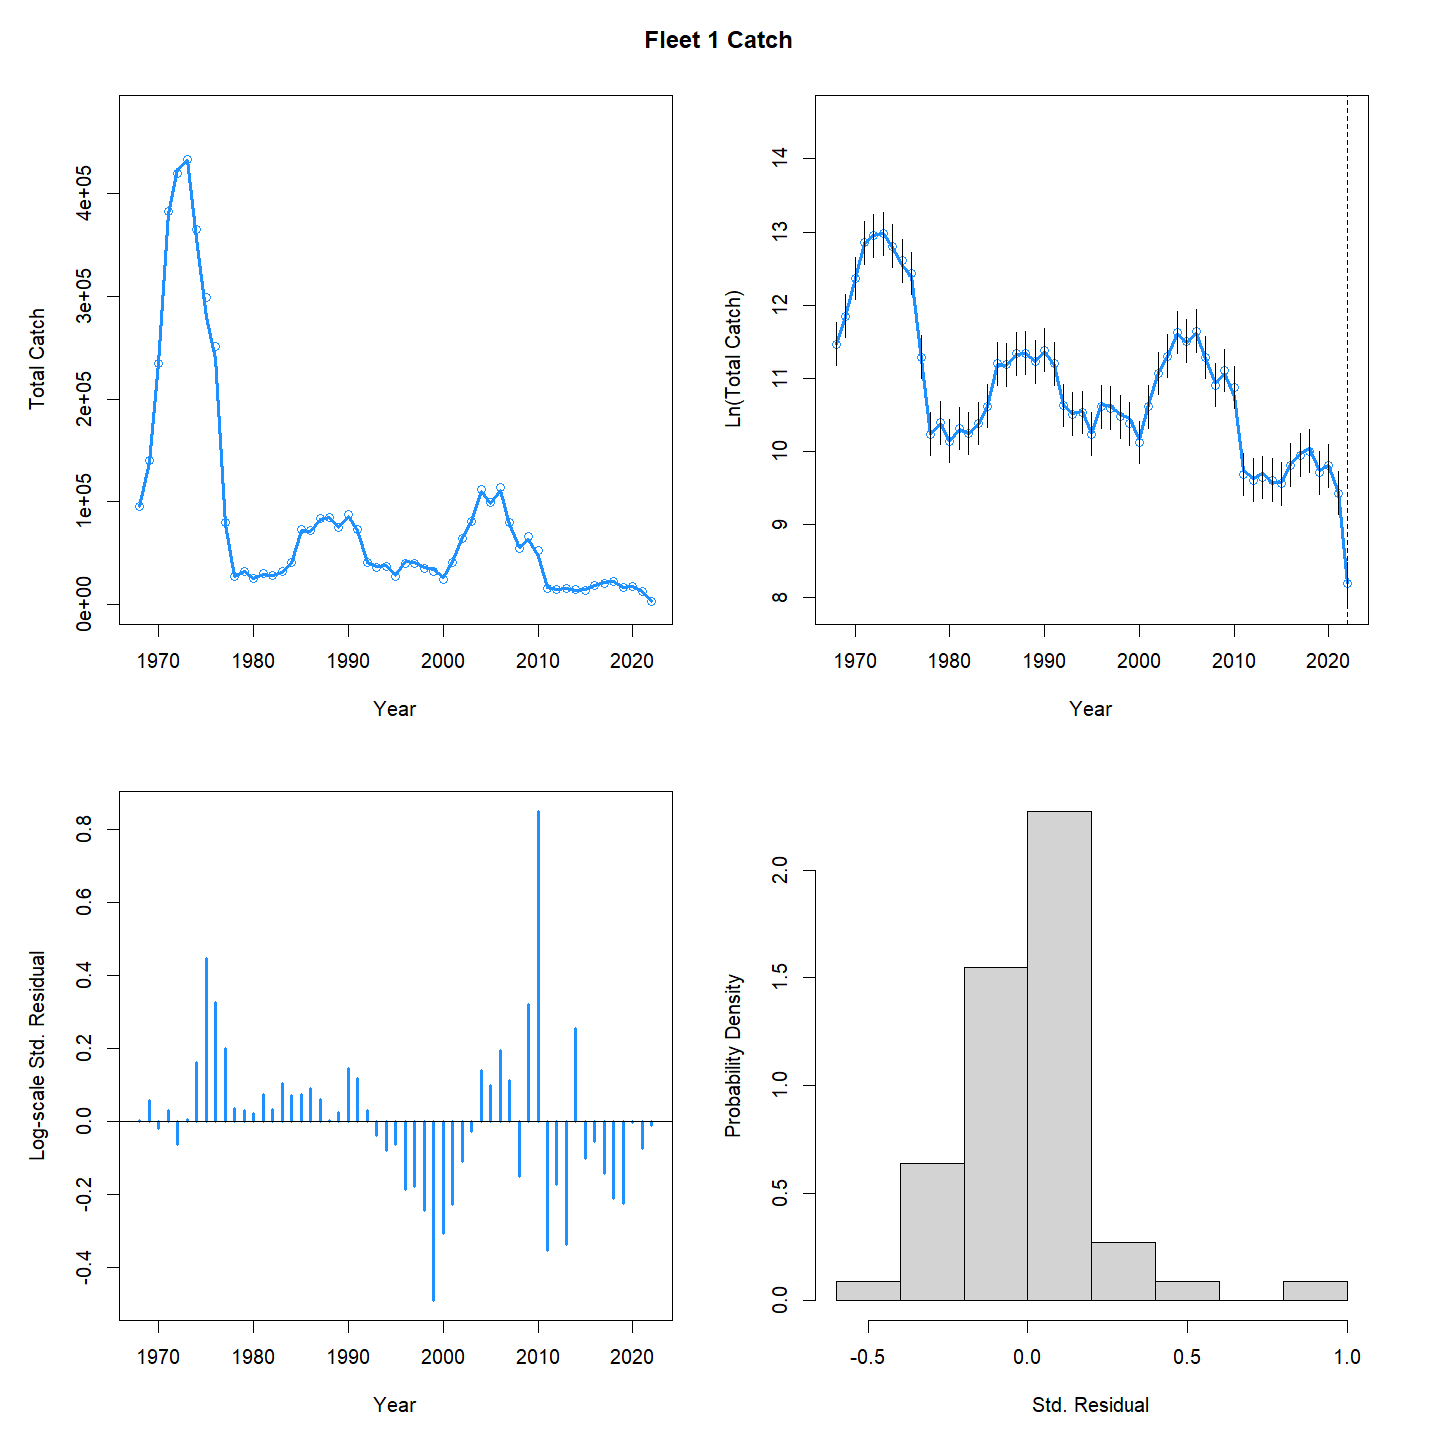 Fleet 1 Catch
Total Catch
0e+00 1e+05 2e+05 3e+05 4e+05
1970 1980 1990 2000 2010 2020
Year
Ln(Total Catch)
8 9 10 11 12 13 14
1970 1980 1990 2000 2010 2020
Year
Log-scale Std. Residual
-0.4 -0.2 0.0 0.2 0.4 0.6 0.8
1970 1980 1990 2000 2010 2020
Year
Probability Density
0.0 0.5 1.0 1.5 2.0
-0.5 0.0 0.5 1.0
Std. Residual